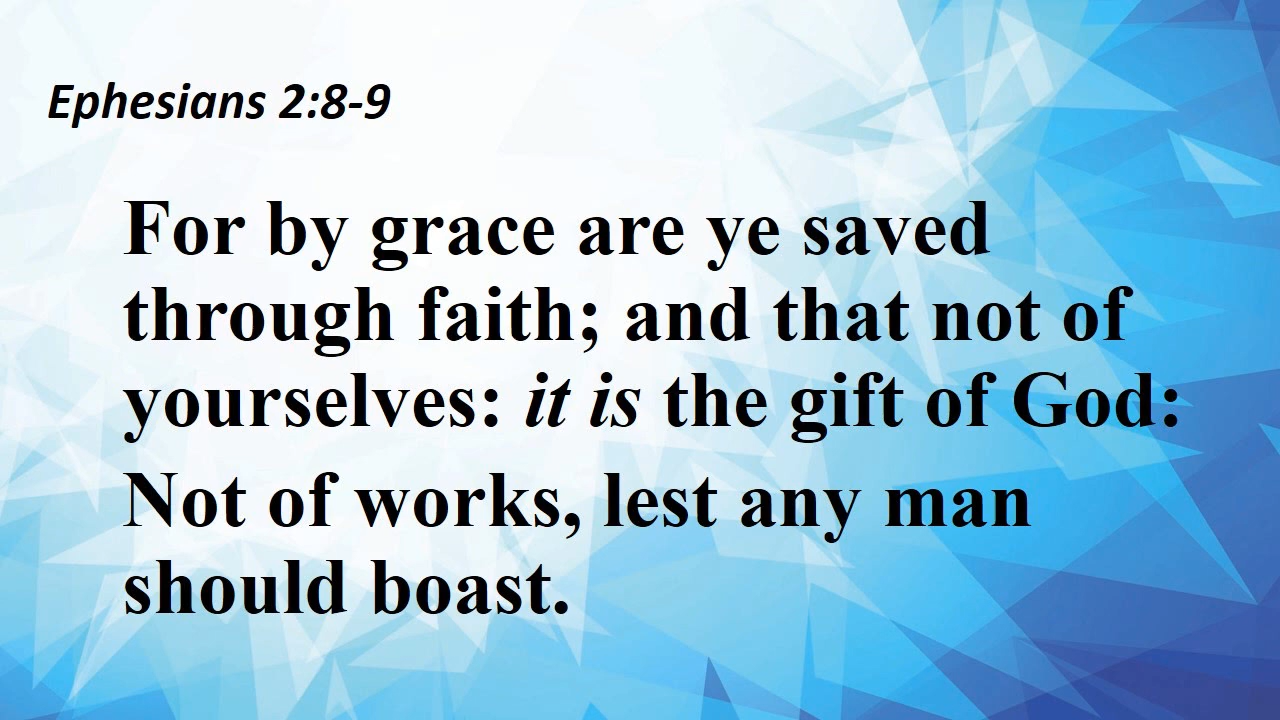 Ephesians 2:8-9
For by grace are ye saved
through faith; and that not of
yourselves: it is the gift of God:
Not of works, lest any man
should boast.